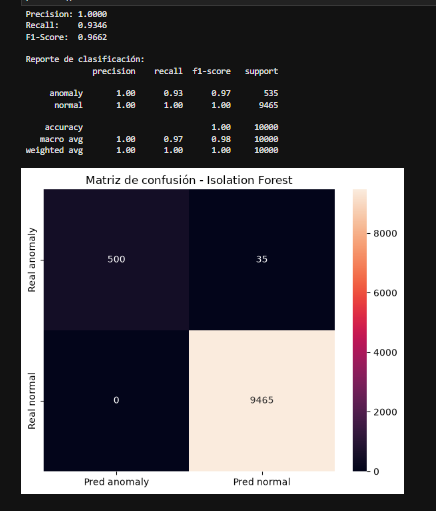 Precision: 1.0000
Recall: 0.9346
F1-Score: 0.9662
Reporte de clasificación:
precision recall f1-score support
anomaly 1.00 0.93 0.97 535
normal 1.00 1.00 1.00 9465
accuracy 1.00 10000
macro avg 1.00 0.97 0.98 10000
weighted avg 1.00 1.00 1.00 10000
Matriz de confusión - Isolation Forest
Real anomaly
500 35
Real normal
0 9465
Pred anomaly Pred normal
8000
6000
4000
2000
0